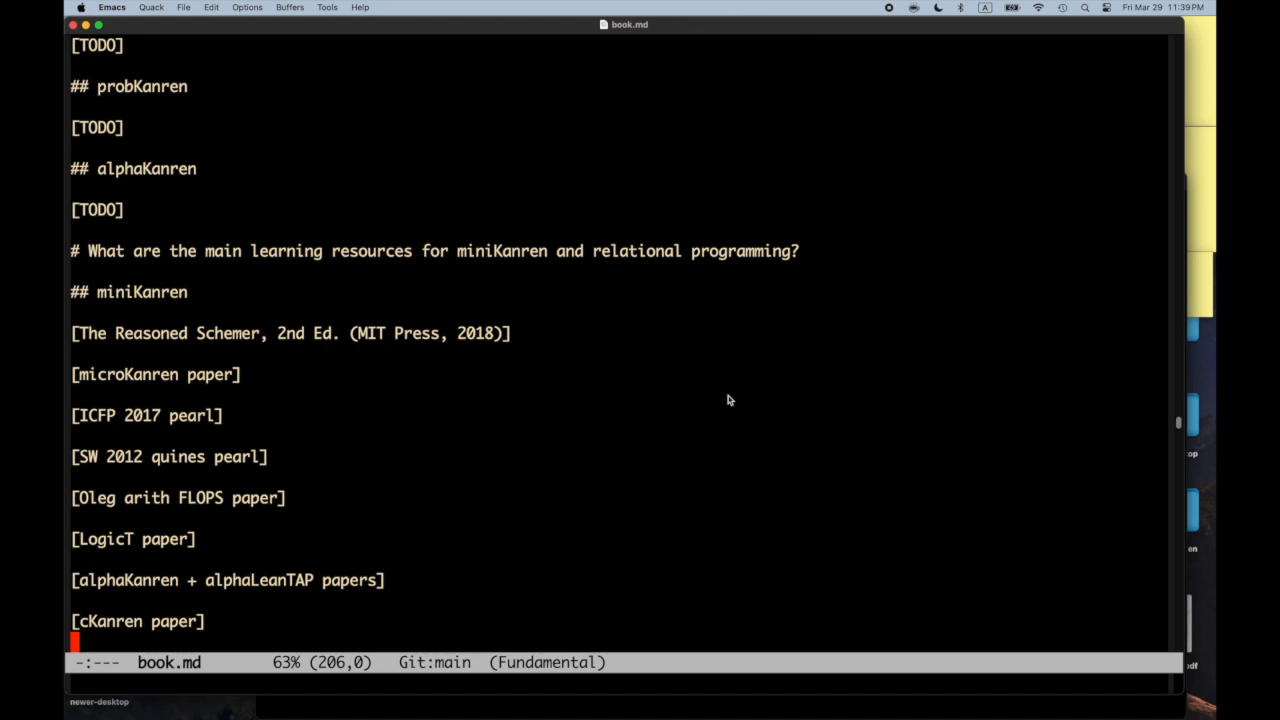 Emacs Quack File Edit Options Buffers Tools Help
A
Fri Mar 29 11:39 PM
book.md
[TODO]
## probKanren
[TODO]
## alphaKanren
[TODO]
# What are the main learning resources for miniKanren and relational programming?
## miniKanren
[The Reasoned Schemer, 2nd Ed. (MIT Press, 2018)]
[microKanren paper]
[ICFP 2017 pearl]
[SW 2012 quines pearl]
[Oleg arith FLOPS paper]
[LogicT paper]
[alphaKanren + alphaLeanTAP papers]
[cKanren paper]
-:--- book.md 63% (206,0) Git:main (Fundamental)
top
en
pdf
newer-desktop